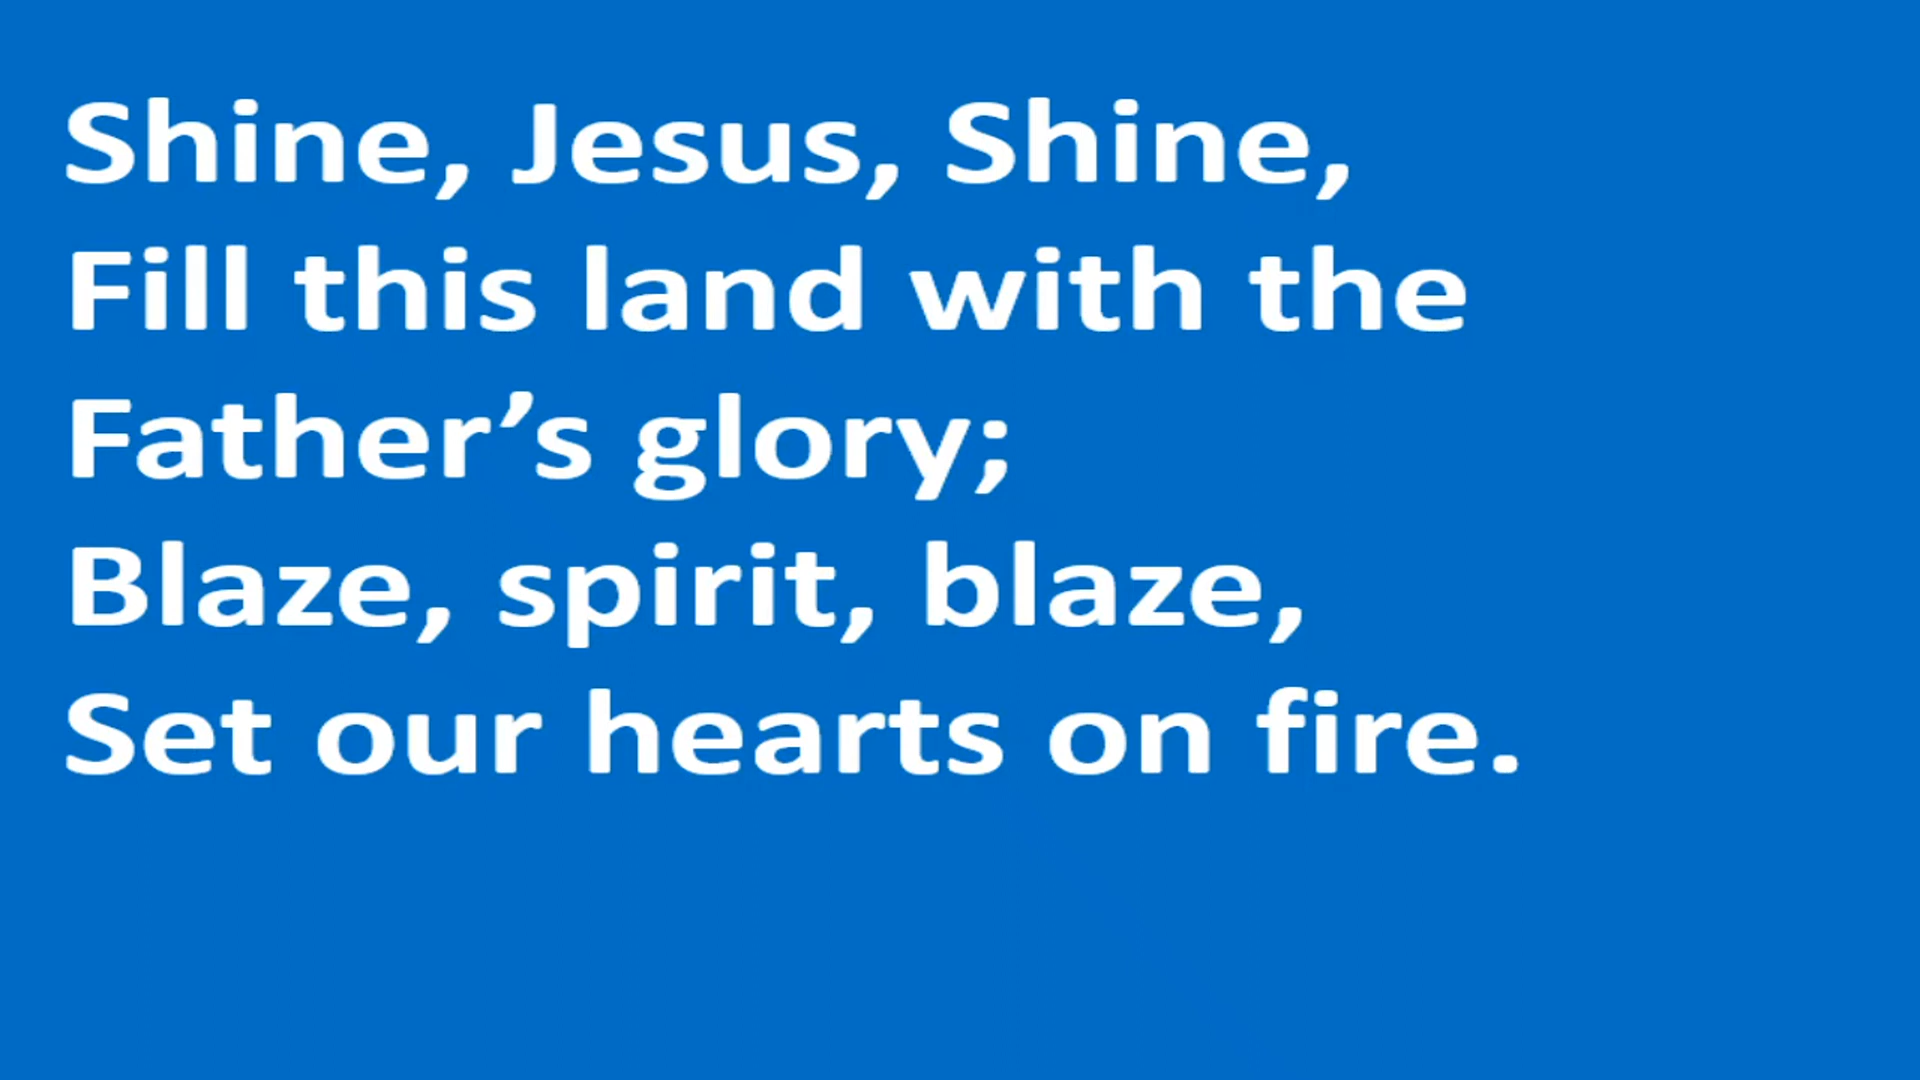 Shine, Jesus, Shine,
Fill this land with the
Father’s glory;
Blaze, spirit, blaze,
Set our hearts on fire.